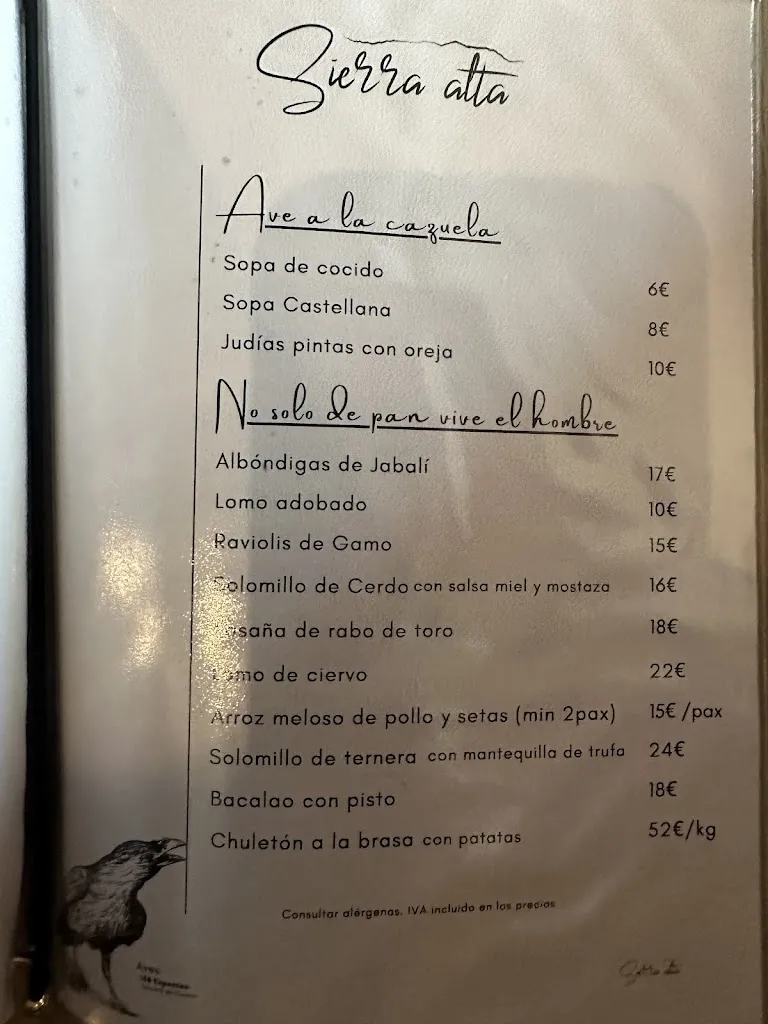 Sierra alta
Ave a la cazuela
Sopa de cocido 6€
Sopa Castellana 8€
Judías pintas con oreja 10€
No solo de pan vive el hombre
Albóndigas de Jabalí 17€
Lomo adobado 10€
Raviolis de Gamo 15€
Solomillo de Cerdo con salsa miel y mostaza 16€
Lasaña de rabo de toro 18€
Lomo de ciervo 22€
Arroz meloso de pollo y setas (min 2pax) 15€/pax
Solomillo de ternera con mantequilla de trufa 24€
Bacalao con pisto 18€
Chuletón a la brasa con patatas 52€/kg
Consultar alérgenos. IVA incluido en los precios
Aves